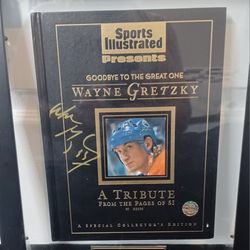 Sports Illustrated
Presents
GOODBYE TO THE GREAT ONE
WAYNE GRETZKY
A TRIBUTE
FROM THE PAGES OF SI
A SPECIAL COLLECTOR'S EDITION